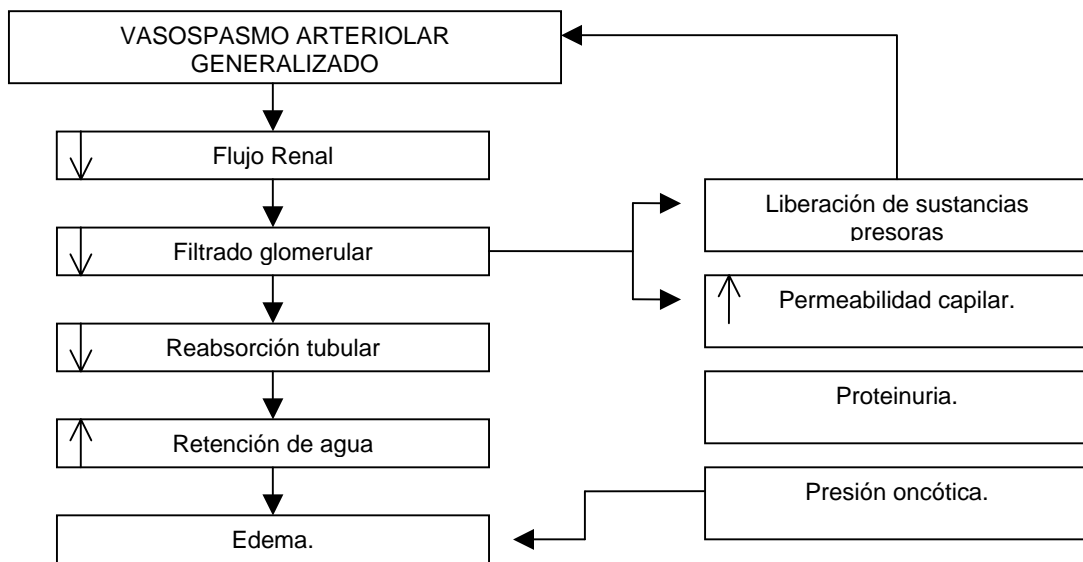 VASOSPASMO ARTERIOLAR
GENERALIZADO
Flujo Renal
Filtrado glomerular
Reabsorción tubular
Retención de agua
Edema.
Liberación de sustancias
presoras
Permeabilidad capilar.
Proteinuria.
Presión oncótica.